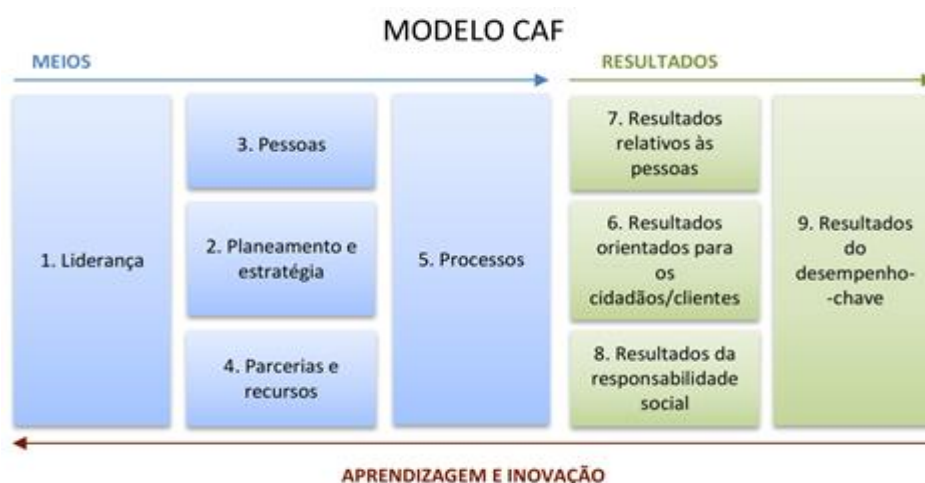 MODELO CAF
MEIOS
RESULTADOS
1. Liderança
3. Pessoas
2. Planeamento e
estratégia
4. Parcerias e
recursos
5. Processos
7. Resultados
relativos às
pessoas
6. Resultados
orientados para
os
cidadãos/clientes
8. Resultados da
responsabilidade
social
9. Resultados
do
desempenho-
-chave
APRENDIZAGEM E INOVAÇÃO